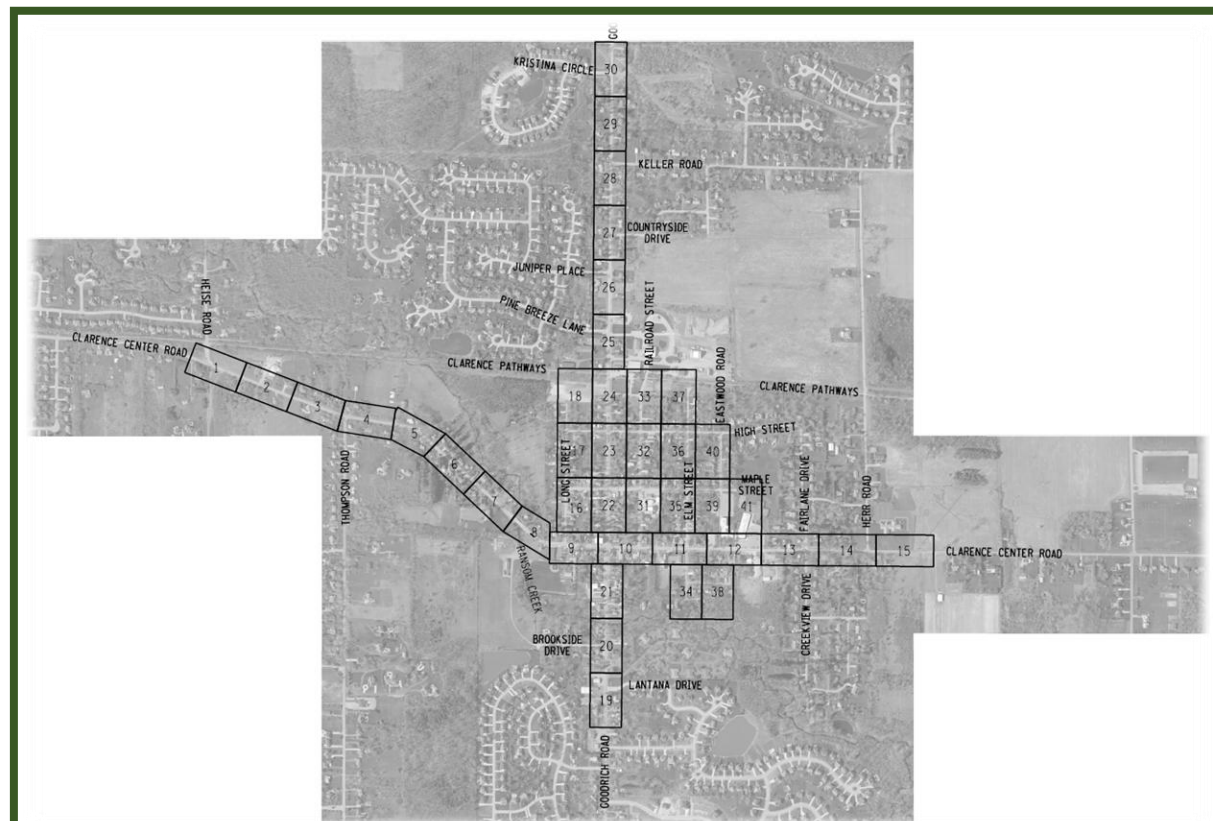 GO
KRISTINA CIRCLE
30
29
28
KELLER ROAD
27
COUNTRYSIDE
DRIVE
JUNIPER PLACE
26
PINE BREEZE LANE
25
RAILROAD STREET
HEISE ROAD
CLARENCE CENTER ROAD
CLARENCE PATHWAYS
EASTWOOD ROAD
CLARENCE PATHWAYS
1
2
3
4
5
6
7
8
18
24
33
37
HIGH STREET
17
23
32
36
40
LONG STREET
ELM STREET
MAPLE
STREET
FAIRLANE DRIVE
HERR ROAD
THOMPSON ROAD
16
22
31
35
39
41
9
10
11
12
13
14
15
CLARENCE CENTER ROAD
RANSOM CREEK
21
34
38
CREEKVIEW DRIVE
BROOKSIDE
DRIVE
20
19
LANTANA DRIVE
GOODRICH ROAD